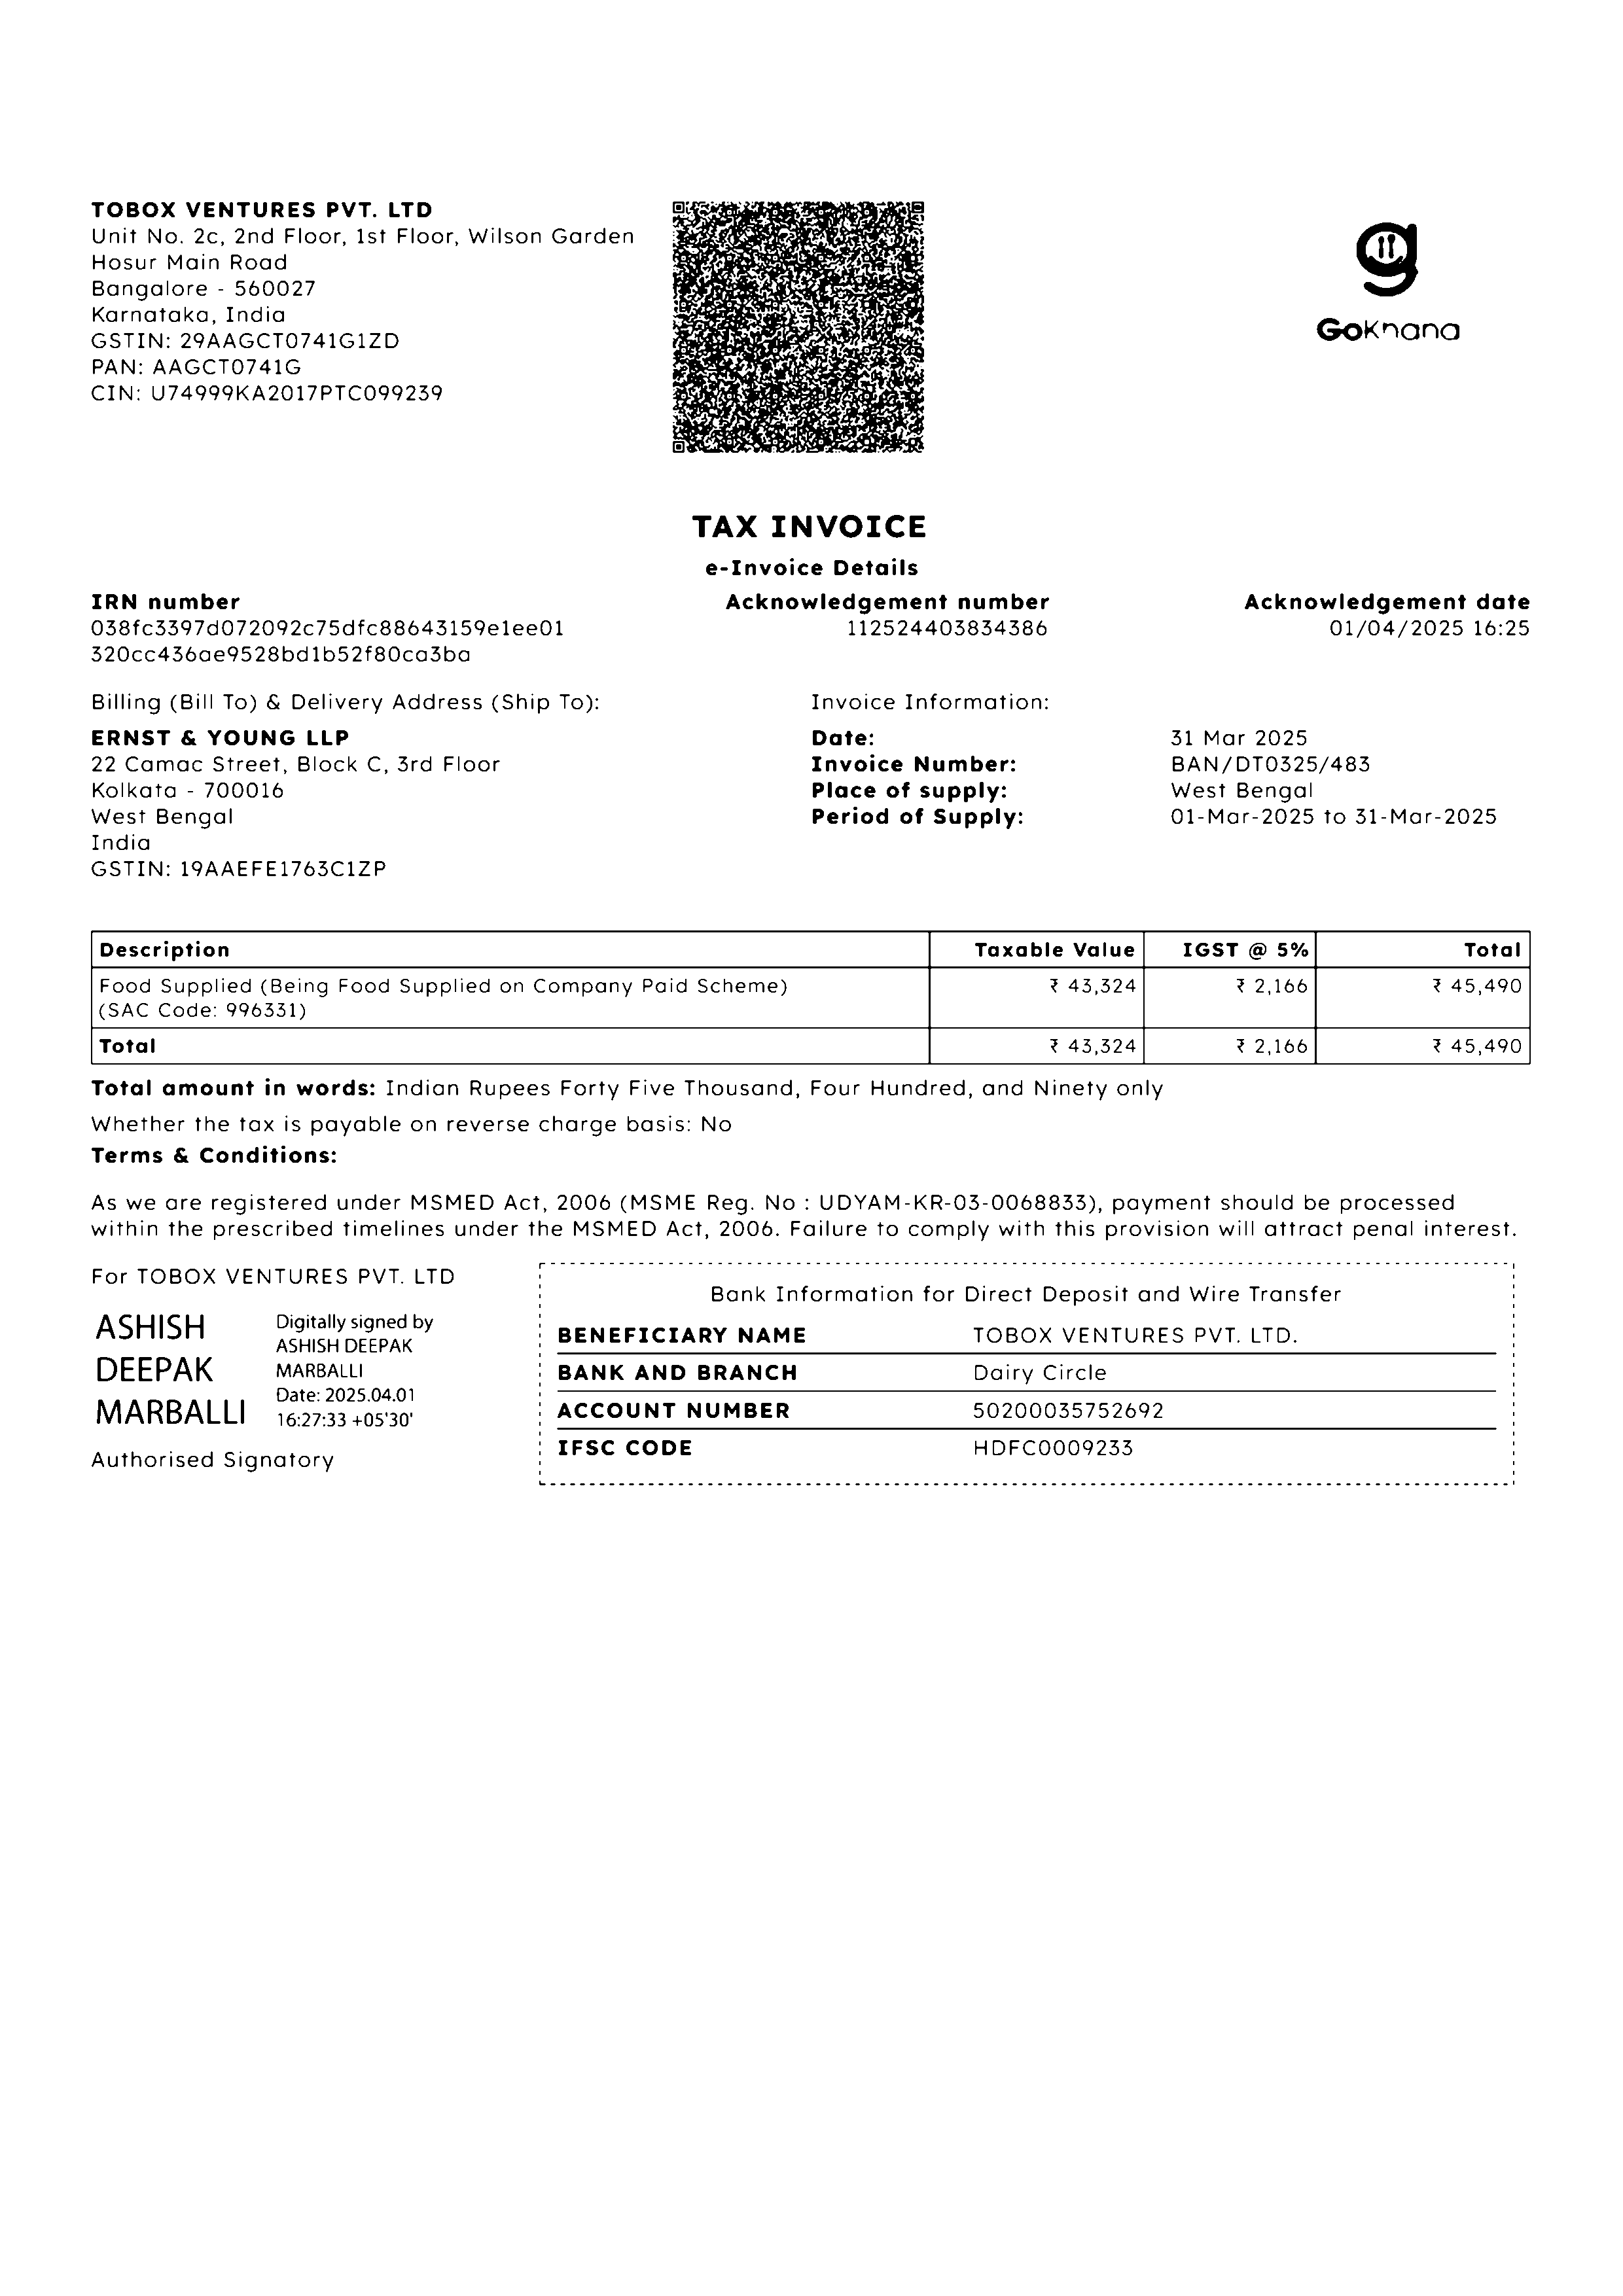 TOBOX VENTURES PVT. LTD
Unit No. 2c, 2nd Floor, 1st Floor, Wilson Garden
Hosur Main Road
Bangalore - 560027
Karnataka, India
GSTIN: 29AAGCT0741G1ZD
PAN: AAGCT0741G
CIN: U74999KA2017PTC099239
GoKhana
TAX INVOICE
e-Invoice Details
IRN number Acknowledgement number Acknowledgement date
038fc3397d072092c75dfc88643159e1ee01 112524403834386 01/04/2025 16:25
320cc436ae9528bd1b52f80ca3ba
Billing (Bill To) & Delivery Address (Ship To):
ERNST & YOUNG LLP
22 Camac Street, Block C, 3rd Floor
Kolkata - 700016
West Bengal
India
GSTIN: 19AAEFE1763C1ZP
Invoice Information:
Date: 31 Mar 2025
Invoice Number: BAN/DT0325/483
Place of supply: West Bengal
Period of Supply: 01-Mar-2025 to 31-Mar-2025
Description Taxable Value IGST @ 5% Total
Food Supplied (Being Food Supplied on Company Paid Scheme) ₹ 43,324 ₹ 2,166 ₹ 45,490
(SAC Code: 996331)
Total ₹ 43,324 ₹ 2,166 ₹ 45,490
Total amount in words: Indian Rupees Forty Five Thousand, Four Hundred, and Ninety only
Whether the tax is payable on reverse charge basis: No
Terms & Conditions:
As we are registered under MSMED Act, 2006 (MSME Reg. No : UDYAM-KR-03-0068833), payment should be processed
within the prescribed timelines under the MSMED Act, 2006. Failure to comply with this provision will attract penal interest.
For TOBOX VENTURES PVT. LTD
ASHISH
DEEPAK
MARBALLI
Digitally signed by
ASHISH DEEPAK
MARBALLI
Date: 2025.04.01
16:27:33 +05'30'
Authorised Signatory
Bank Information for Direct Deposit and Wire Transfer
BENEFICIARY NAME TOBOX VENTURES PVT. LTD.
BANK AND BRANCH Dairy Circle
ACCOUNT NUMBER 50200035752692
IFSC CODE HDFC0009233